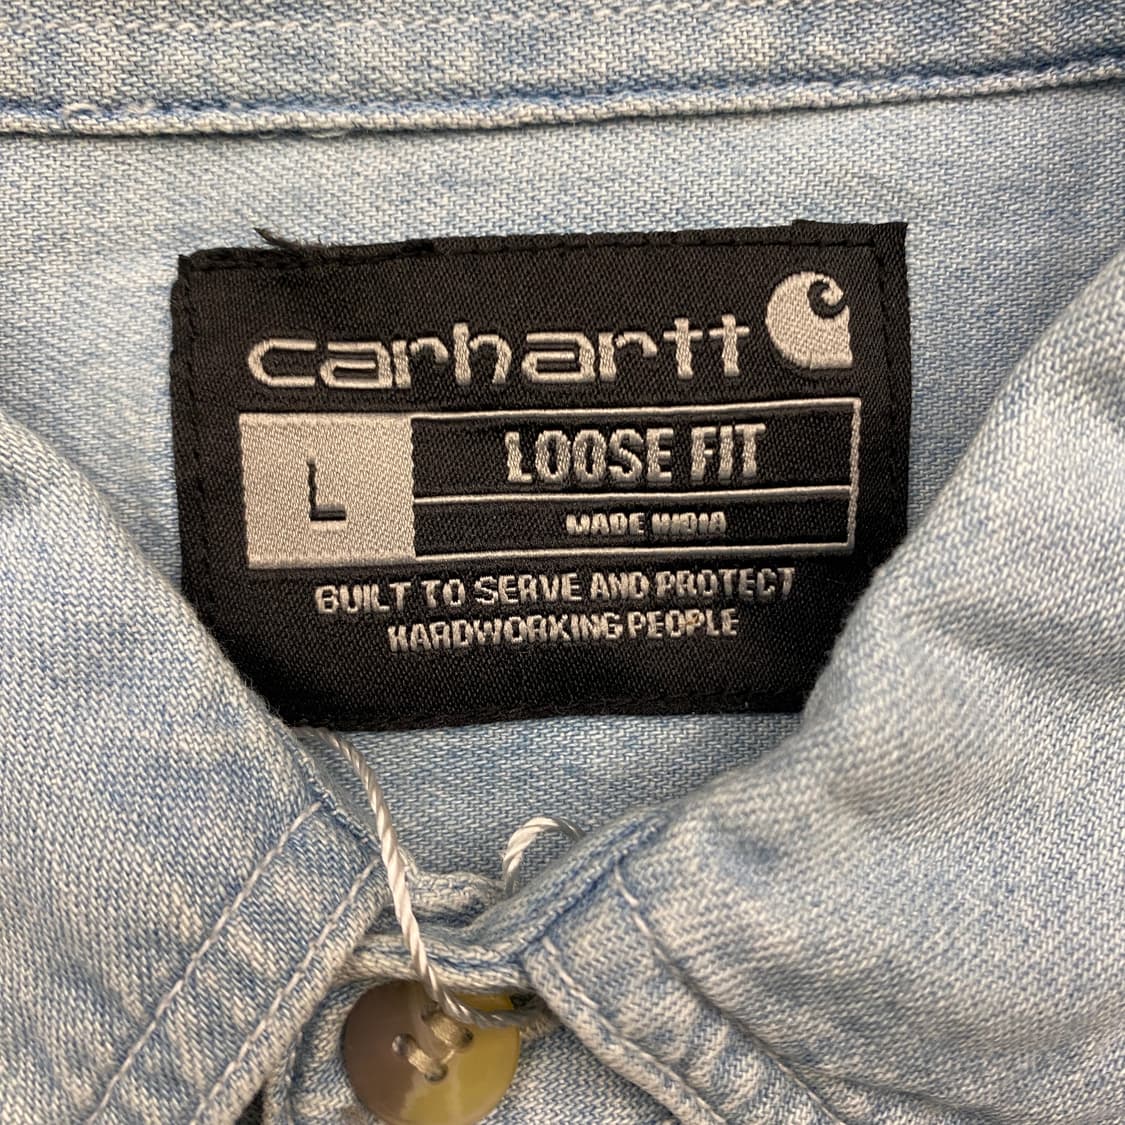 carhartt
L
LOOSE FIT
MADE INDIA
BUILT TO SERVE AND PROTECT
HARDWORKING PEOPLE